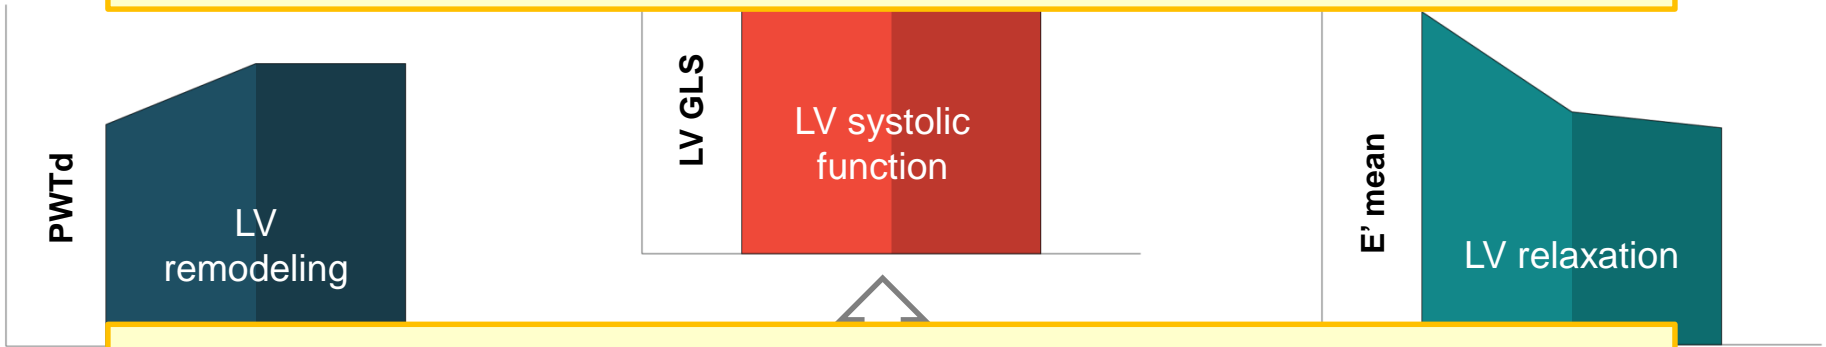 PWTd
LV
remodeling
LV GLS
LV systolic
function
E’ mean
LV relaxation